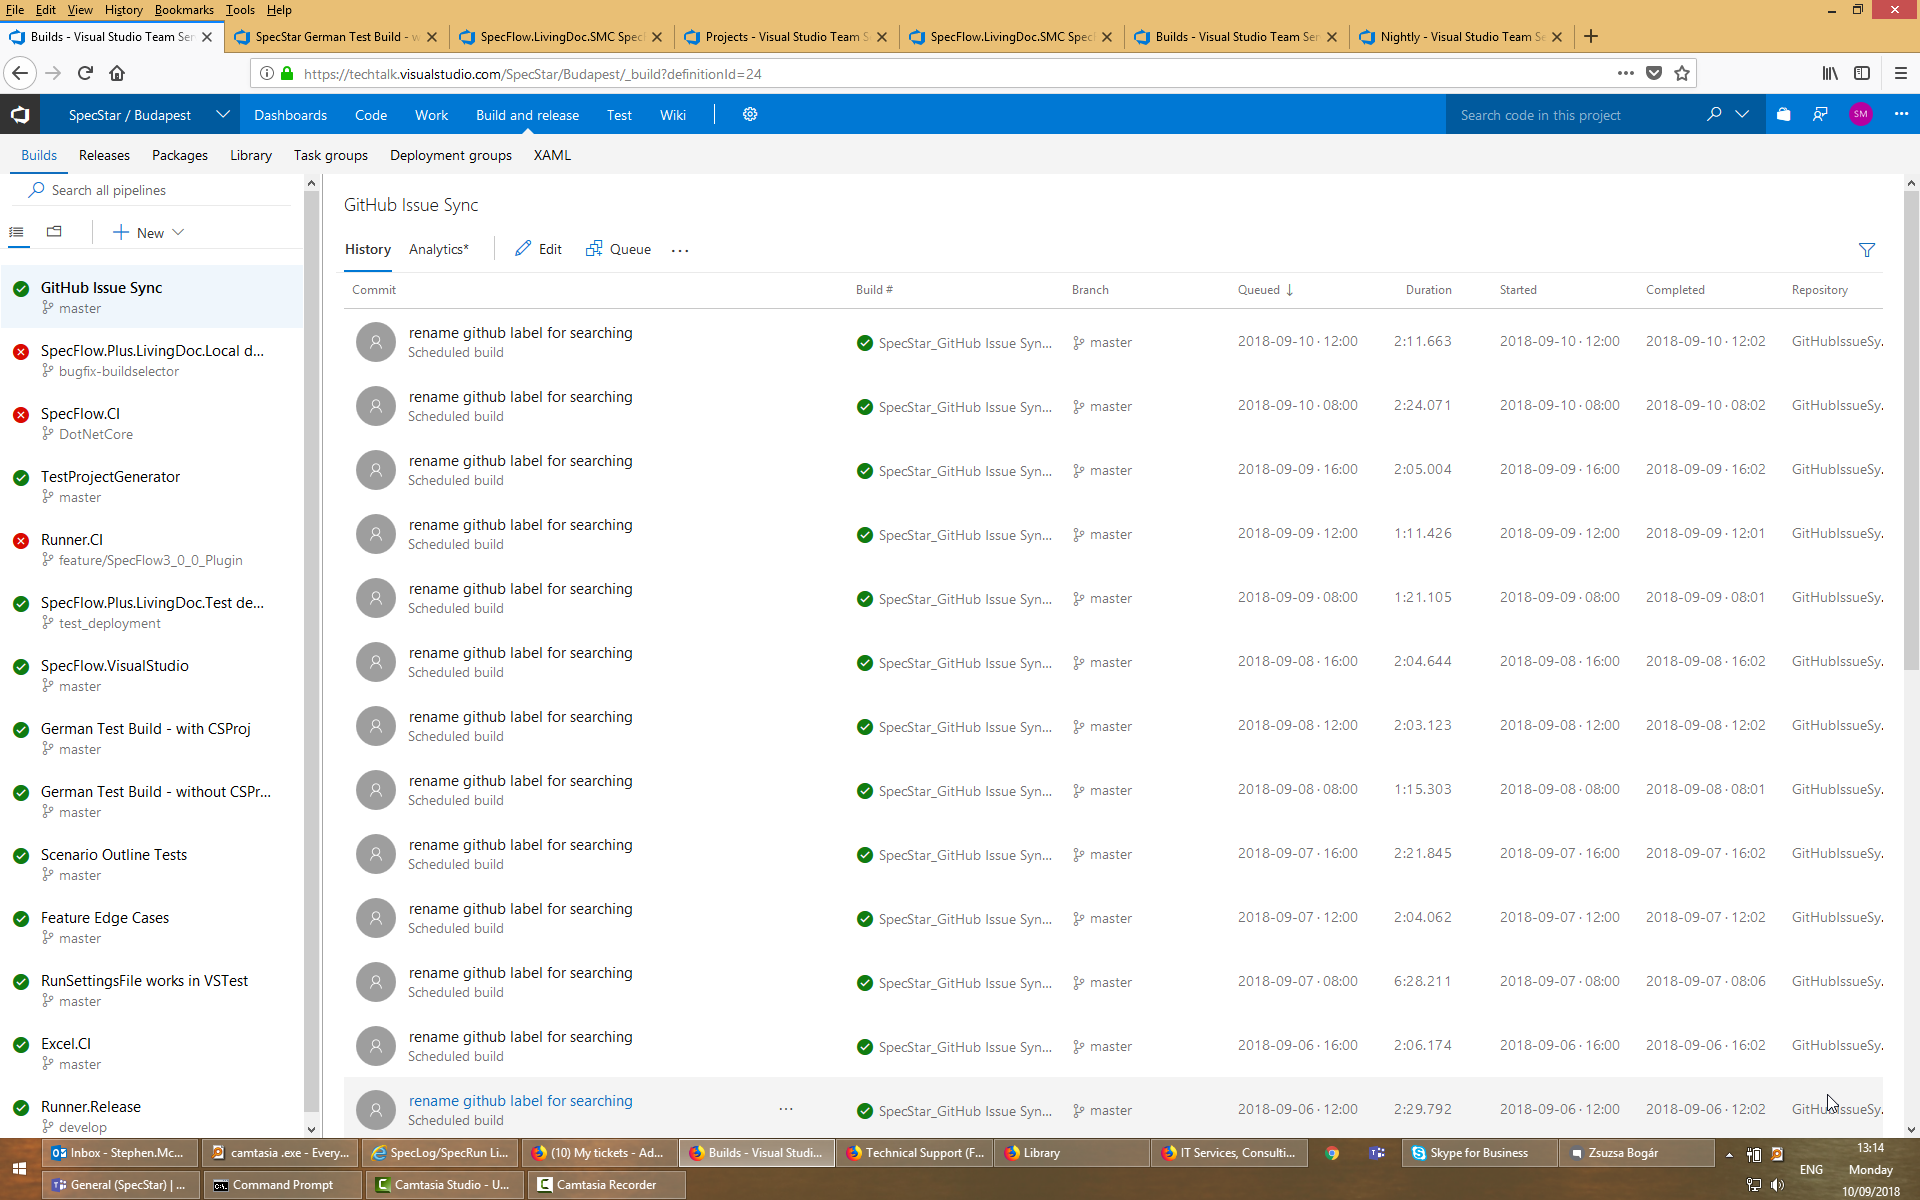 File Edit View History Bookmarks Tools Help
Builds - Visual Studio Team Ser
SpecStar German Test Build - w
SpecFlow.LivingDoc.SMC Spec
Projects - Visual Studio Team S
SpecFlow.LivingDoc.SMC Spec
Builds - Visual Studio Team Ser
Nightly - Visual Studio Team Se
https://techtalk.visualstudio.com/SpecStar/Budapest/_build?definitionId=24
SpecStar / Budapest
Dashboards Code Work Build and release Test Wiki
Search code in this project
SM
Builds Releases Packages Library Task groups Deployment groups XAML
Search all pipelines
New
GitHub Issue Sync
master
SpecFlow.Plus.LivingDoc.Local d...
bugfix-buildselector
SpecFlow.CI
DotNetCore
TestProjectGenerator
master
Runner.CI
feature/SpecFlow3_0_0_Plugin
SpecFlow.Plus.LivingDoc.Test de...
test_deployment
SpecFlow.VisualStudio
master
German Test Build - with CSProj
master
German Test Build - without CSPr...
master
Scenario Outline Tests
master
Feature Edge Cases
master
RunSettingsFile works in VSTest
master
Excel.CI
master
Runner.Release
develop
GitHub Issue Sync
History Analytics* Edit Queue ...
Commit Build # Branch Queued ↓ Duration Started Completed Repository
rename github label for searching
Scheduled build
SpecStar_GitHub Issue Syn... master 2018-09-10 · 12:00 2:11.663 2018-09-10 · 12:00 2018-09-10 · 12:02 GitHubIssueSy.
rename github label for searching
Scheduled build
SpecStar_GitHub Issue Syn... master 2018-09-10 · 08:00 2:24.071 2018-09-10 · 08:00 2018-09-10 · 08:02 GitHubIssueSy.
rename github label for searching
Scheduled build
SpecStar_GitHub Issue Syn... master 2018-09-09 · 16:00 2:05.004 2018-09-09 · 16:00 2018-09-09 · 16:02 GitHubIssueSy.
rename github label for searching
Scheduled build
SpecStar_GitHub Issue Syn... master 2018-09-09 · 12:00 1:11.426 2018-09-09 · 12:00 2018-09-09 · 12:01 GitHubIssueSy.
rename github label for searching
Scheduled build
SpecStar_GitHub Issue Syn... master 2018-09-09 · 08:00 1:21.105 2018-09-09 · 08:00 2018-09-09 · 08:01 GitHubIssueSy.
rename github label for searching
Scheduled build
SpecStar_GitHub Issue Syn... master 2018-09-08 · 16:00 2:04.644 2018-09-08 · 16:00 2018-09-08 · 16:02 GitHubIssueSy.
rename github label for searching
Scheduled build
SpecStar_GitHub Issue Syn... master 2018-09-08 · 12:00 2:03.123 2018-09-08 · 12:00 2018-09-08 · 12:02 GitHubIssueSy.
rename github label for searching
Scheduled build
SpecStar_GitHub Issue Syn... master 2018-09-08 · 08:00 1:15.303 2018-09-08 · 08:00 2018-09-08 · 08:01 GitHubIssueSy.
rename github label for searching
Scheduled build
SpecStar_GitHub Issue Syn... master 2018-09-07 · 16:00 2:21.845 2018-09-07 · 16:00 2018-09-07 · 16:02 GitHubIssueSy.
rename github label for searching
Scheduled build
SpecStar_GitHub Issue Syn... master 2018-09-07 · 12:00 2:04.062 2018-09-07 · 12:00 2018-09-07 · 12:02 GitHubIssueSy.
rename github label for searching
Scheduled build
SpecStar_GitHub Issue Syn... master 2018-09-07 · 08:00 6:28.211 2018-09-07 · 08:00 2018-09-07 · 08:06 GitHubIssueSy.
rename github label for searching
Scheduled build
SpecStar_GitHub Issue Syn... master 2018-09-06 · 16:00 2:06.174 2018-09-06 · 16:00 2018-09-06 · 16:02 GitHubIssueSy.
rename github label for searching
Scheduled build
... SpecStar_GitHub Issue Syn... master 2018-09-06 · 12:00 2:29.792 2018-09-06 · 12:00 2018-09-06 · 12:02 GitHubIssueSy.
Inbox - Stephen.Mc...
camtasia .exe - Every...
SpecLog/SpecRun Li...
(10) My tickets - Ad...
Builds - Visual Studi...
Technical Support (F...
Library
IT Services, Consulti...
Skype for Business
Zsuzsa Bogár
General (SpecStar) | ...
Command Prompt
Camtasia Studio - U...
Camtasia Recorder
ENG
13:14
Monday
10/09/2018